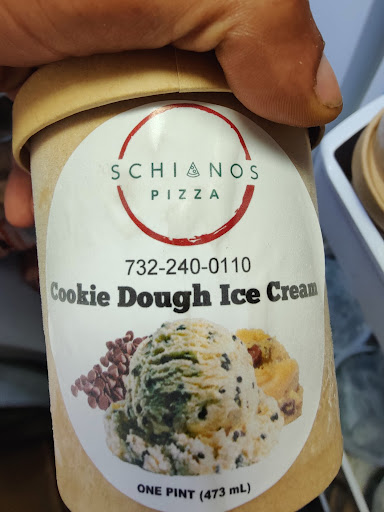 SCHIANOS
PIZZA
732-240-0110
Cookie Dough Ice Cream
ONE PINT (473 mL)